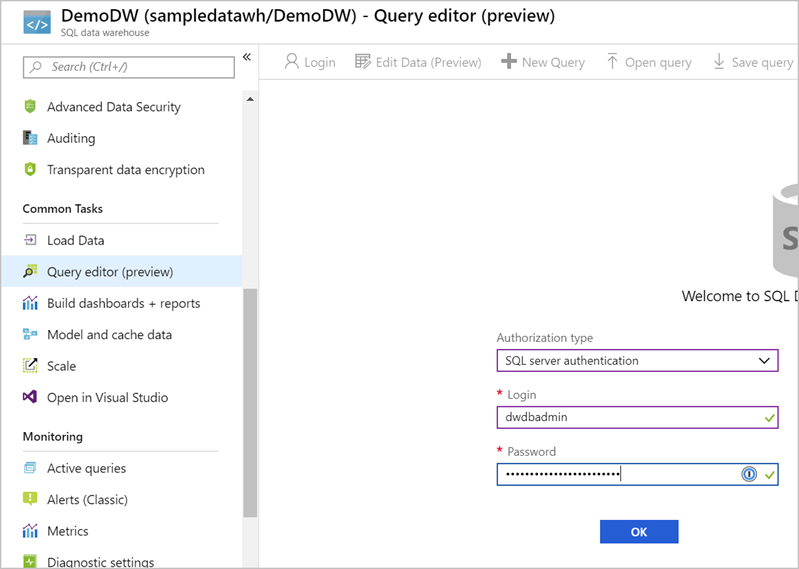 DemoDW (sampledatawh/DemoDW) - Query editor (preview)
SQL data warehouse
Search (Ctrl+/)
«
Login
Edit Data (Preview)
New Query
Open query
Save query
Advanced Data Security
Auditing
Transparent data encryption
Common Tasks
Load Data
Query editor (preview)
Build dashboards + reports
Model and cache data
Scale
Open in Visual Studio
Monitoring
Active queries
Alerts (Classic)
Metrics
Diagnostic settings
S
Welcome to SQL D
Authorization type
SQL server authentication
* Login
dwdbadmin
* Password
OK